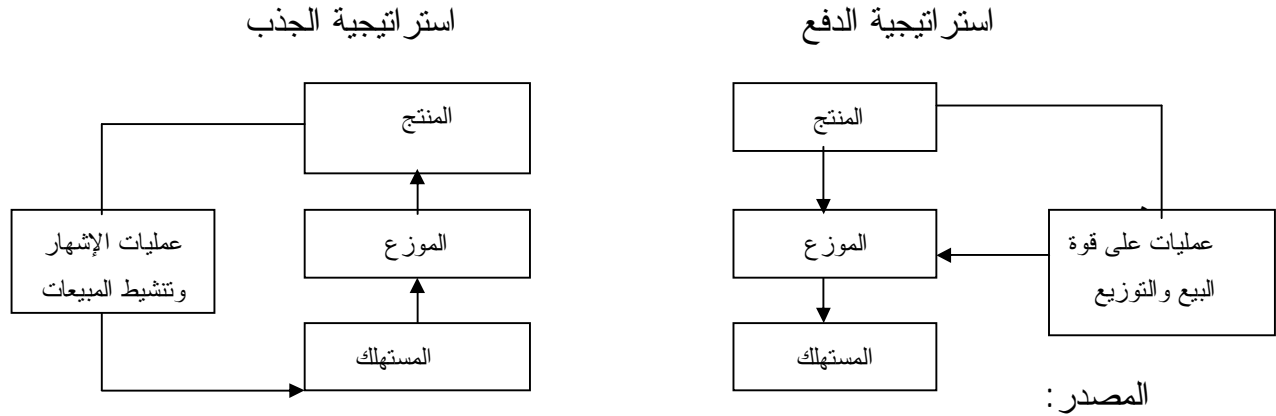 استراتيجية الدفع
المنتج
الموزع
المستهلك
عمليات على قوة
البيع والتوزيع
استراتيجية الجذب
المنتج
الموزع
المستهلك
عمليات الإشهار
وتنشيط المبيعات
المصدر: